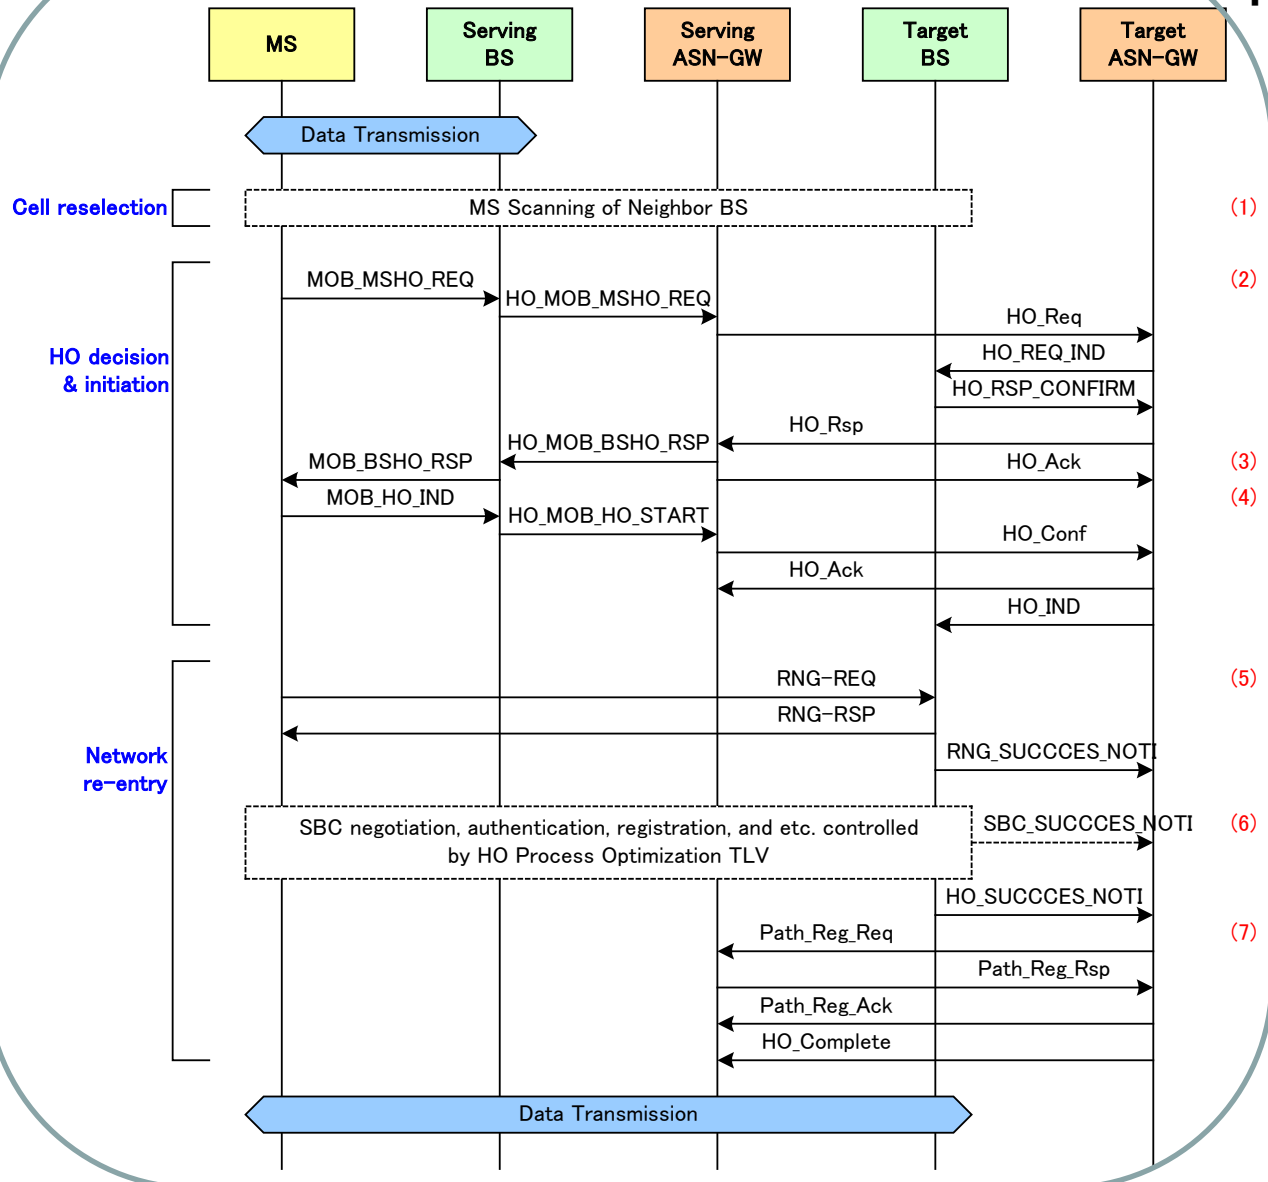 MS
Serving
BS
Serving
ASN-GW
Target
BS
Target
ASN-GW
Data Transmission
Cell reselection
MS Scanning of Neighbor BS
(1)
MOB_MSHO_REQ
(2)
HO_MOB_MSHO_REQ
HO_Req
HO decision
& initiation
HO_REQ_IND
HO_RSP_CONFIRM
HO_Rsp
HO_MOB_BSHO_RSP
MOB_BSHO_RSP
HO_Ack
(3)
MOB_HO_IND
(4)
HO_MOB_HO_START
HO_Conf
HO_Ack
HO_IND
RNG-REQ
(5)
RNG-RSP
Network
re-entry
RNG_SUCCCES_NOTI
SBC negotiation, authentication, registration, and etc. controlled
by HO Process Optimization TLV
SBC_SUCCCES_NOTI
(6)
HO_SUCCCES_NOTI
Path_Reg_Req
(7)
Path_Reg_Rsp
Path_Reg_Ack
HO_Complete
Data Transmission